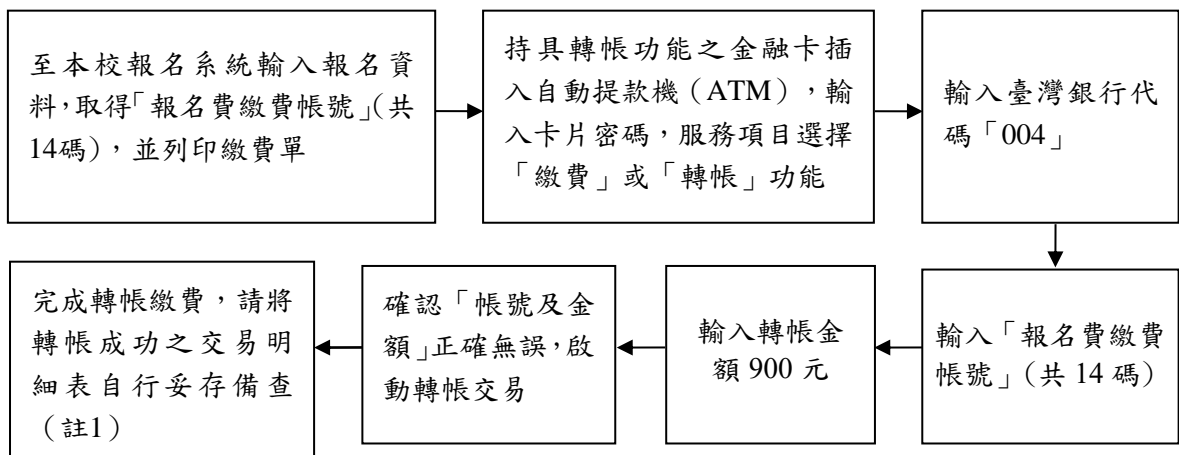 至本校報名系統輸入報名資
料，取得「報名費繳費帳號」（共
14碼），並列印繳費單
持具轉帳功能之金融卡插
入自動提款機（ATM），輸
入卡片密碼，服務項目選擇
「繳費」或「轉帳」功能
輸入臺灣銀行代
碼「004」
輸入「報名費繳費
帳號」（共 14 碼）
輸入轉帳金
額 900 元
確認「帳號及金
額」正確無誤，啟
動轉帳交易
完成轉帳繳費，請將
轉帳成功之交易明
細表自行妥存備查
（註1）